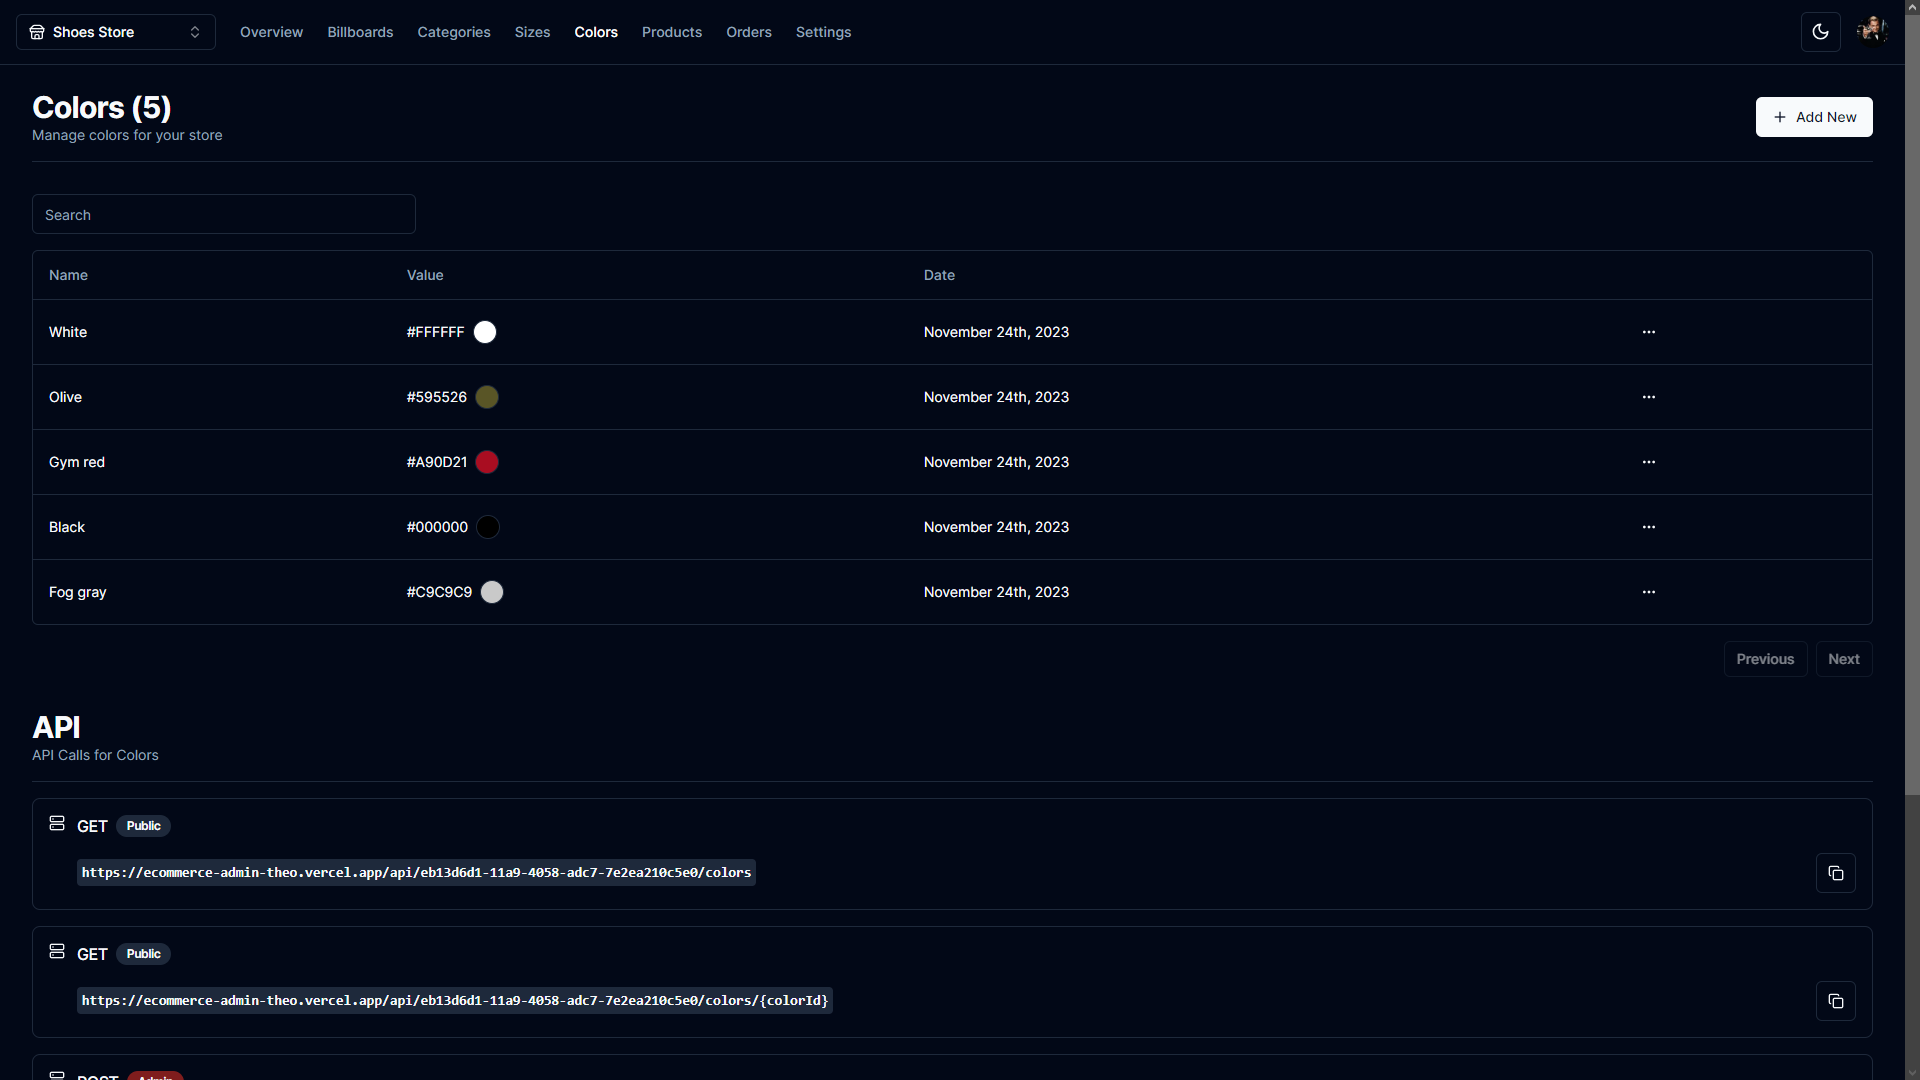 Shoes Store Overview Billboards Categories Sizes Colors Products Orders Settings
Colors (5)
Manage colors for your store
Add New
Search
Name Value Date
White #FFFFFF November 24th, 2023
Olive #595526 November 24th, 2023
Gym red #A90D21 November 24th, 2023
Black #000000 November 24th, 2023
Fog gray #C9C9C9 November 24th, 2023
Previous Next
API
API Calls for Colors
GET Public
https://ecommerce-admin-theo.vercel.app/api/eb13d6d1-11a9-4058-adc7-7e2ea210c5e0/colors
GET Public
https://ecommerce-admin-theo.vercel.app/api/eb13d6d1-11a9-4058-adc7-7e2ea210c5e0/colors/{colorId}
POST Admin